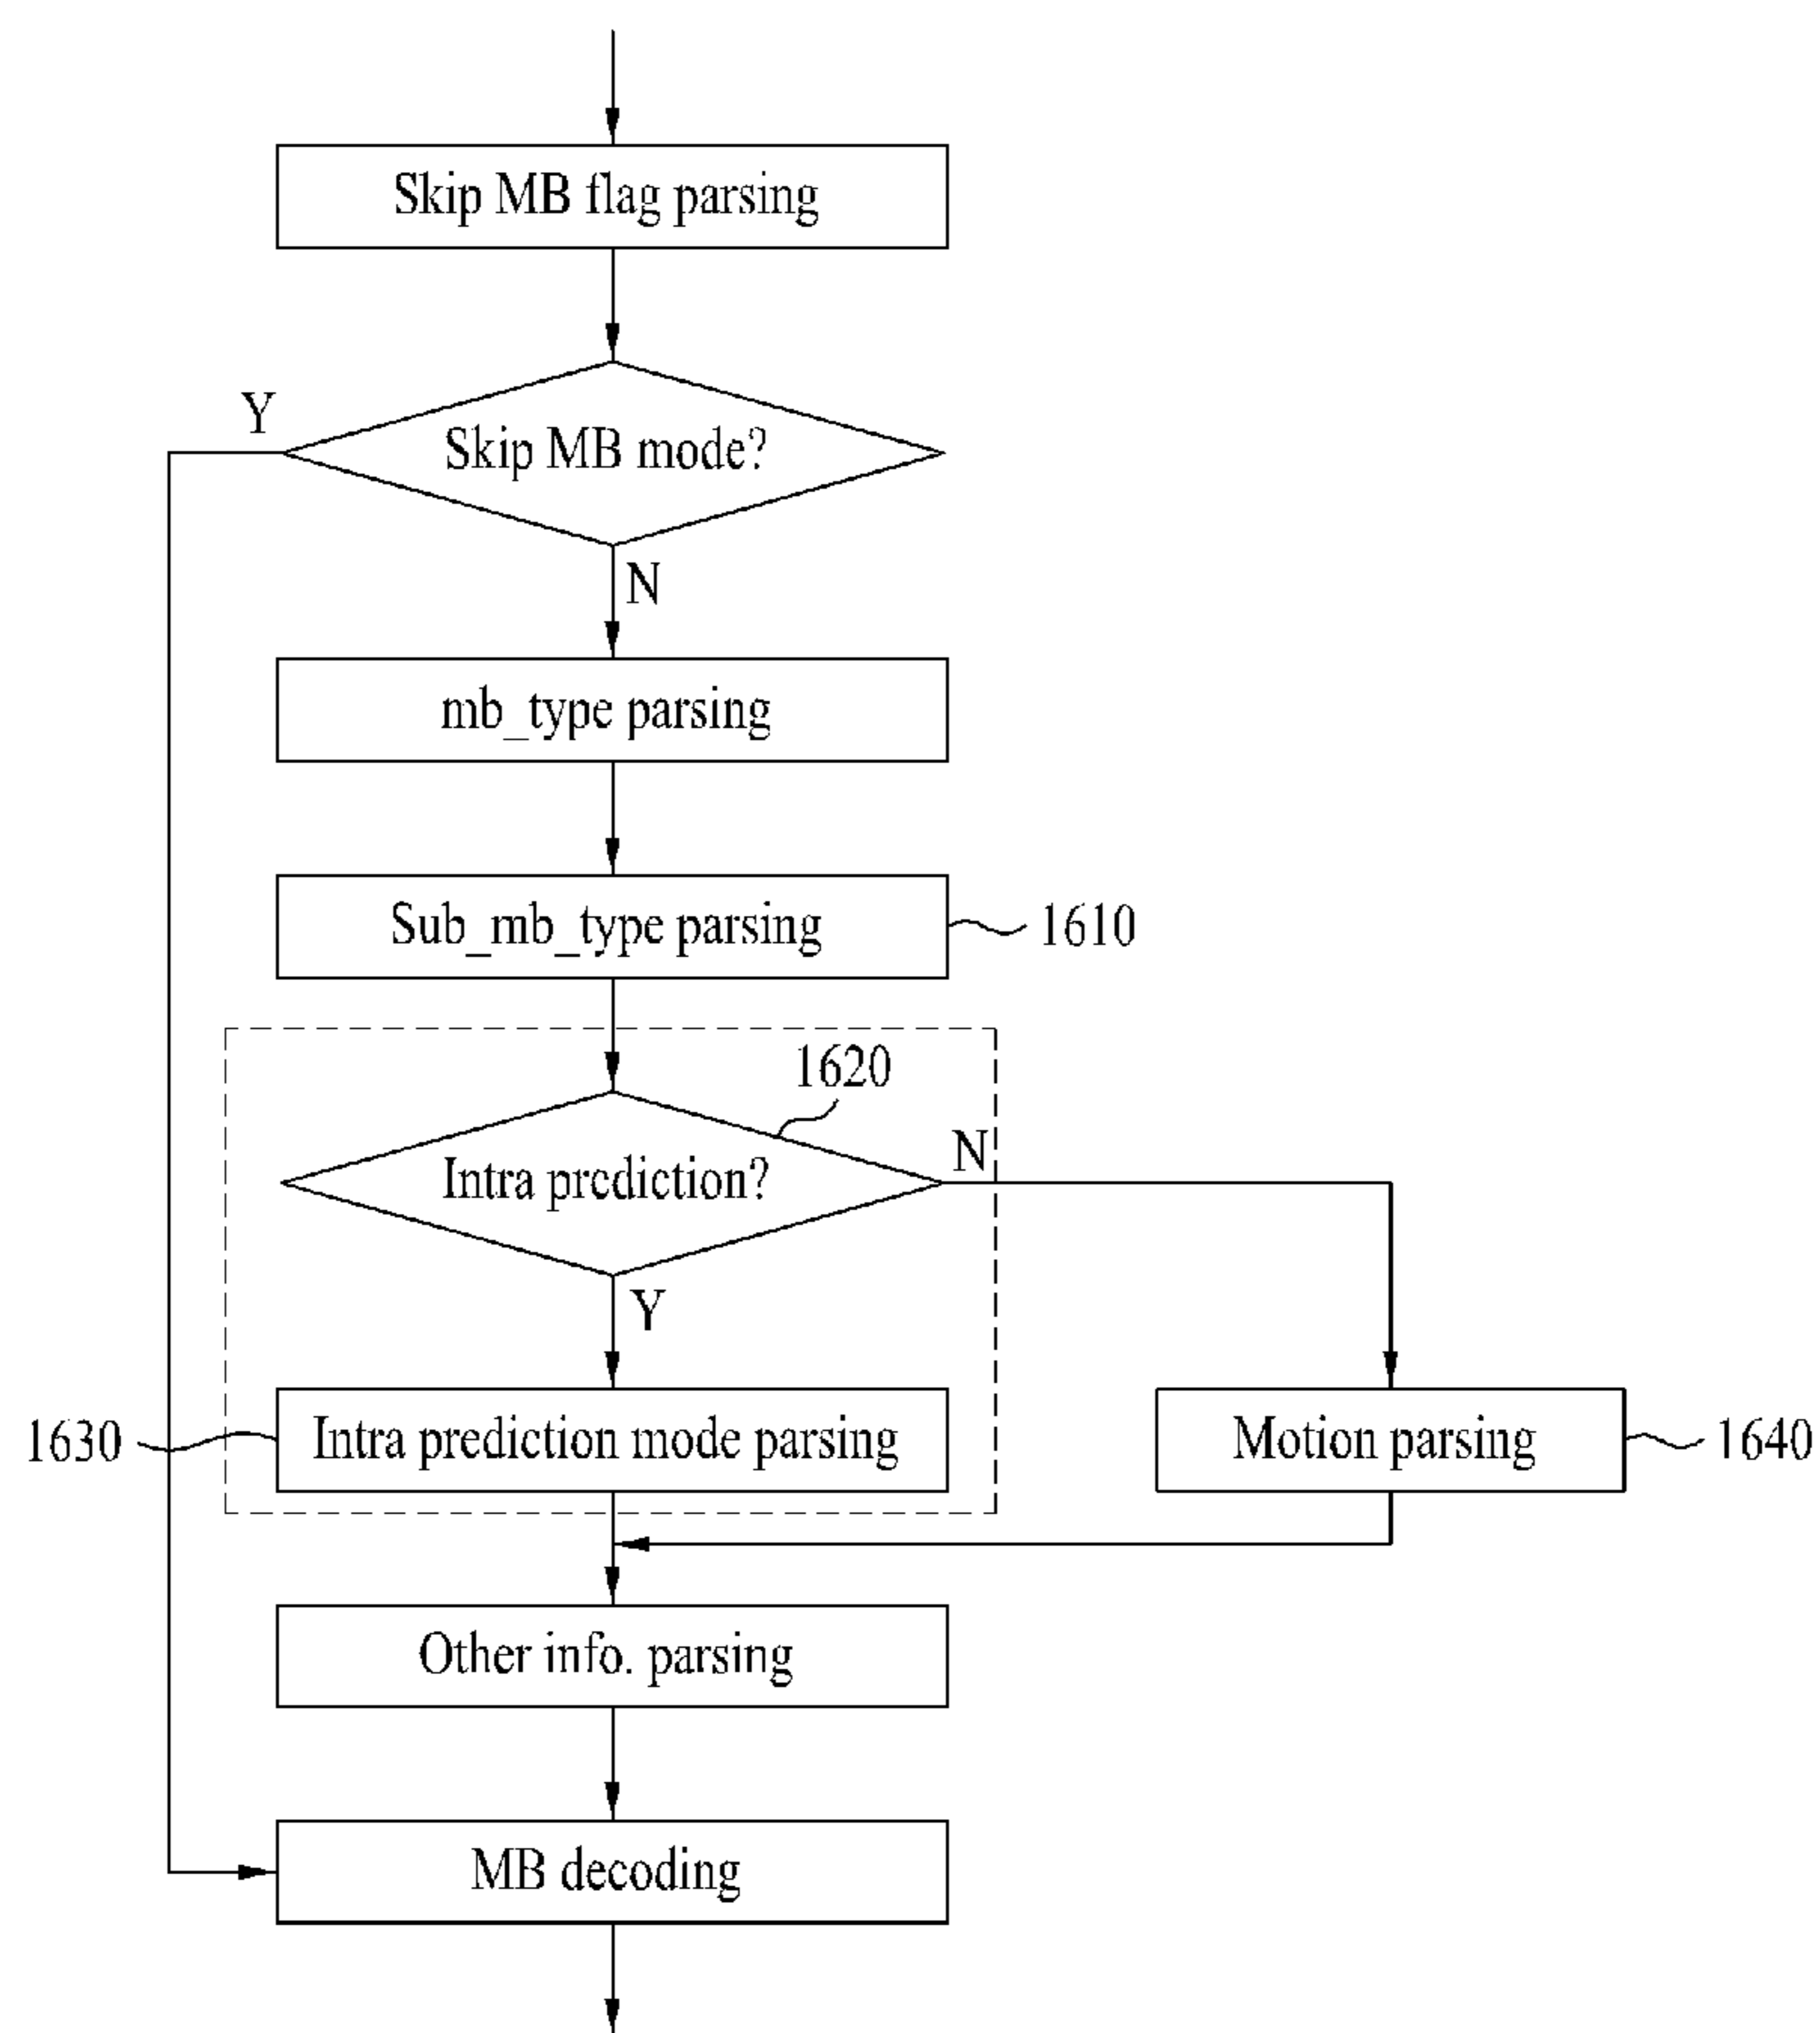 Skip MB flag parsing
Y
Skip MB mode?
N
mb_type parsing
Sub_mb_type parsing
1610
1620
Intra prediction?
N
Y
1630
Intra prediction mode parsing
Motion parsing
1640
Other info. parsing
MB decoding